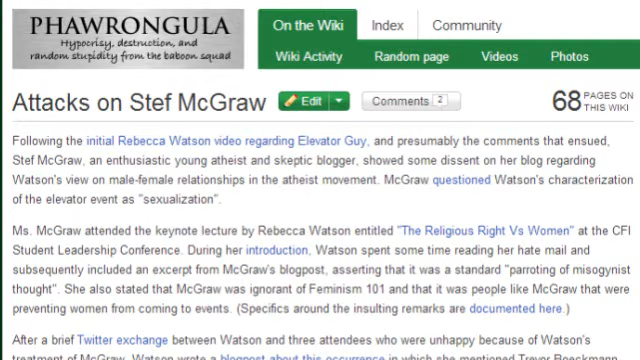 PHAWRONGULA
Hypocrisy, destruction, and
random stupidity from the baboon squad
On the Wiki Index Community
Wiki Activity Random page Videos Photos
Attacks on Stef McGraw Edit Comments 2 68 PAGES ON
THIS WIKI
Following the initial Rebecca Watson video regarding Elevator Guy, and presumably the comments that ensued,
Stef McGraw, an enthusiastic young atheist and skeptic blogger, showed some dissent on her blog regarding
Watson's view on male-female relationships in the atheist movement. McGraw questioned Watson's characterization
of the elevator event as "sexualization".
Ms. McGraw attended the keynote lecture by Rebecca Watson entitled "The Religious Right Vs Women" at the CFI
Student Leadership Conference. During her introduction, Watson spent some time reading her hate mail and
subsequently included an excerpt from McGraw's blogpost, asserting that it was a standard "parroting of misogynist
thought". She also stated that McGraw was ignorant of Feminism 101 and that it was people like McGraw that were
preventing women from coming to events. (Specifics around the insulting remarks are documented here.)
After a brief Twitter exchange between Watson and three attendees who were unhappy because of Watson's
treatment of McGraw, Watson wrote a blogpost about this occurrence in which she mentioned Trevor Boeckmann